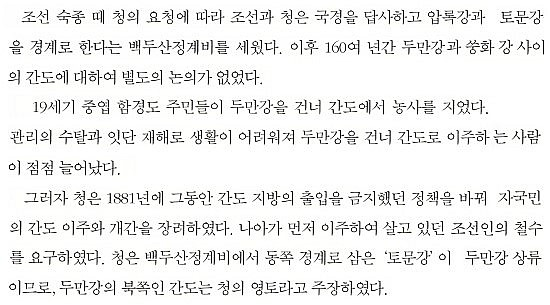 조선 숙종 때 청의 요청에 따라 조선과 청은 국경을 답사하고 압록강과 토문강
을 경계로 한다는 백두산정계비를 세웠다. 이후 160여 년간 두만강과 쑹화 강 사이
의 간도에 대하여 별도의 논의가 없었다.
19세기 중엽 함경도 주민들이 두만강을 건너 간도에서 농사를 지었다.
관리의 수탈과 잇단 재해로 생활이 어려워져 두만강을 건너 간도로 이주하는 사람
이 점점 늘어났다.
그러자 청은 1881년에 그동안 간도 지방의 출입을 금지했던 정책을 바꿔 자국민
의 간도 이주와 개간을 장려하였다. 나아가 먼저 이주하여 살고 있던 조선인의 철수
를 요구하였다. 청은 백두산정계비에서 동쪽 경계로 삼은 ‘토문강’이 두만강 상류
이므로, 두만강의 북쪽인 간도는 청의 영토라고 주장하였다.